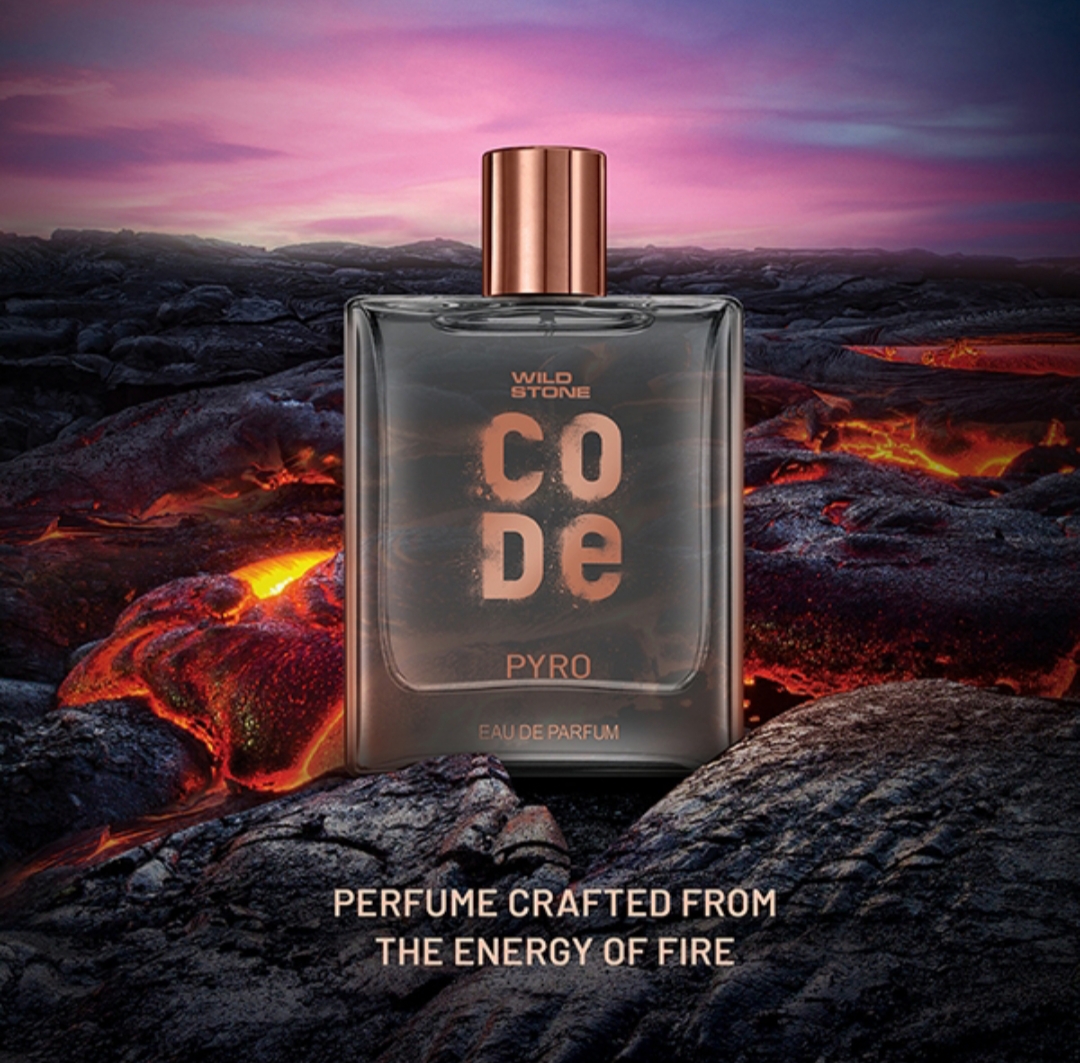 WILD
STONE
CO
De
PYRO
EAU DE PARFUM
PERFUME CRAFTED FROM
THE ENERGY OF FIRE